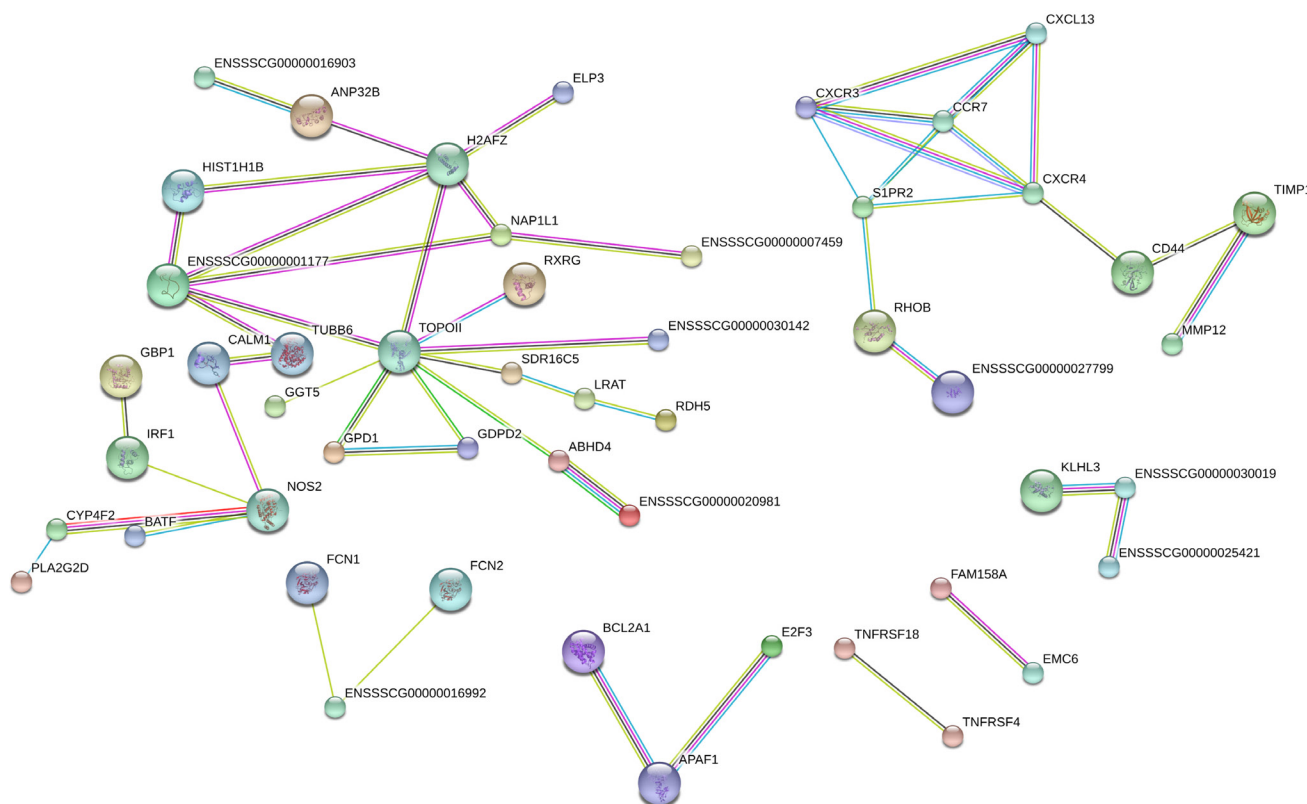 CXCL13
ENSSSCG00000016903
ELP3
ANP32B
CXCR3
CCR7
H2AFZ
HIST1H1B
CXCR4
S1PR2
TIMP1
NAP1L1
CD44
ENSSSCG00000007459
ENSSSCG00000001177
RXRG
RHOB
MMP12
TOPOII
ENSSSCG00000030142
TUBB6
CALM1
GBP1
SDR16C5
ENSSSCG00000027799
LRAT
GGT5
RDH5
GPD1
GDPD2
IRF1
ABHD4
KLHL3
ENSSSCG00000030019
NOS2
ENSSSCG00000020981
CYP4F2
BATF
ENSSSCG00000025421
PLA2G2D
FCN1
FCN2
FAM158A
BCL2A1
E2F3
TNFRSF18
EMC6
ENSSSCG00000016992
TNFRSF4
APAF1